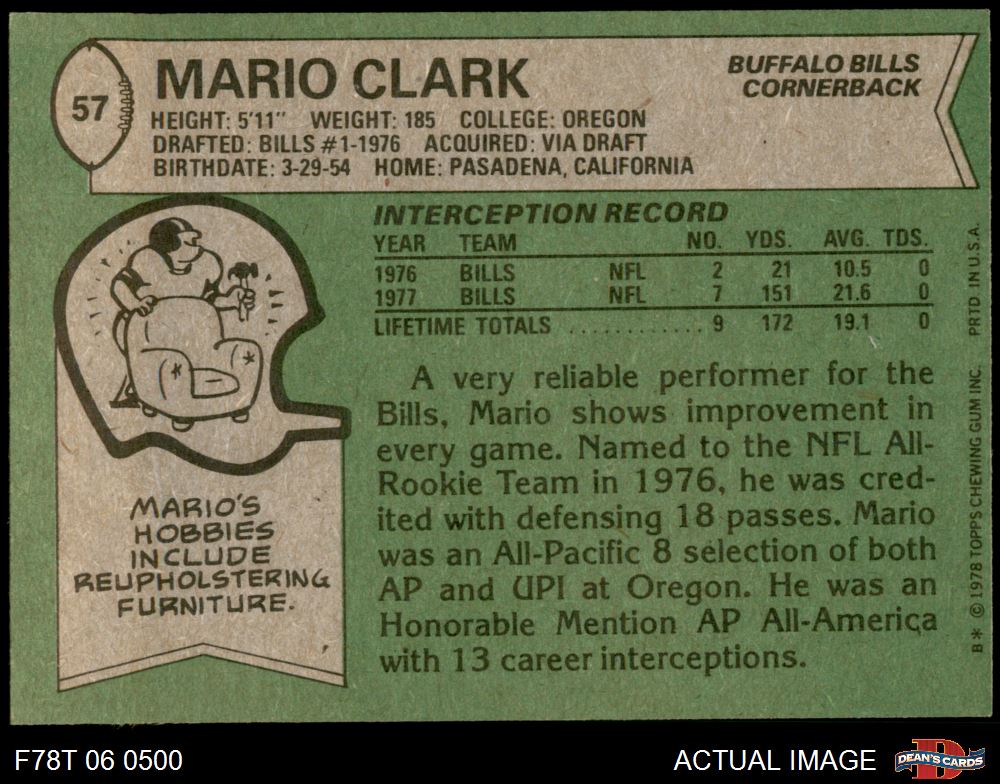 57
MARIO CLARK
BUFFALO BILLS
CORNERBACK
HEIGHT: 5'11" WEIGHT: 185 COLLEGE: OREGON
DRAFTED: BILLS #1-1976 ACQUIRED: VIA DRAFT
BIRTHDATE: 3-29-54 HOME: PASADENA, CALIFORNIA
INTERCEPTION RECORD
YEAR TEAM NO. YDS. AVG. TDS.
1976 BILLS NFL 2 21 10.5 0
1977 BILLS NFL 7 151 21.6 0
LIFETIME TOTALS ............ 9 172 19.1 0
A very reliable performer for the
Bills, Mario shows improvement in
every game. Named to the NFL All-
Rookie Team in 1976, he was cred-
ited with defensing 18 passes. Mario
was an All-Pacific 8 selection of both
AP and UPI at Oregon. He was an
Honorable Mention AP All-America
with 13 career interceptions.
MARIO'S
HOBBIES
INCLUDE
REUPHOLSTERING
FURNITURE.
B* © 1978 TOPPS CHEWING GUM INC. PRTD IN U.S.A.
F78T 06 0500
ACTUAL IMAGE
D
DEAN'S CARDS